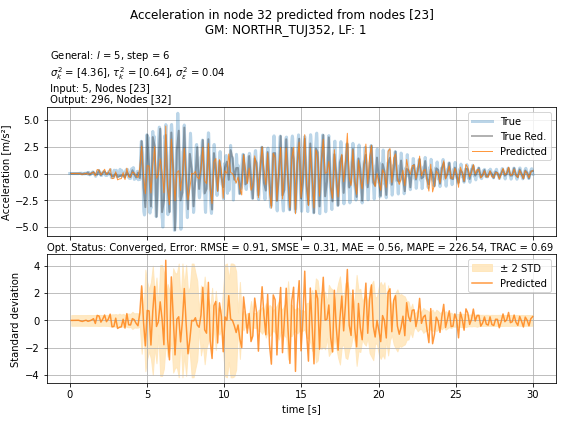 Acceleration in node 32 predicted from nodes [23]
GM: NORTHR_TUJ352, LF: 1
General: l = 5, step = 6
σ²ₖ = [4.36], τ²ₖ = [0.64], σ²ε = 0.04
Input: 5, Nodes [23]
Output: 296, Nodes [32]
Acceleration [m/s²]
5.0
2.5
0.0
−2.5
−5.0
True
True Red.
Predicted
Opt. Status: Converged, Error: RMSE = 0.91, SMSE = 0.31, MAE = 0.56, MAPE = 226.54, TRAC = 0.69
Standard deviation
4
2
0
−2
−4
± 2 STD
Predicted
0 5 10 15 20 25 30
time [s]